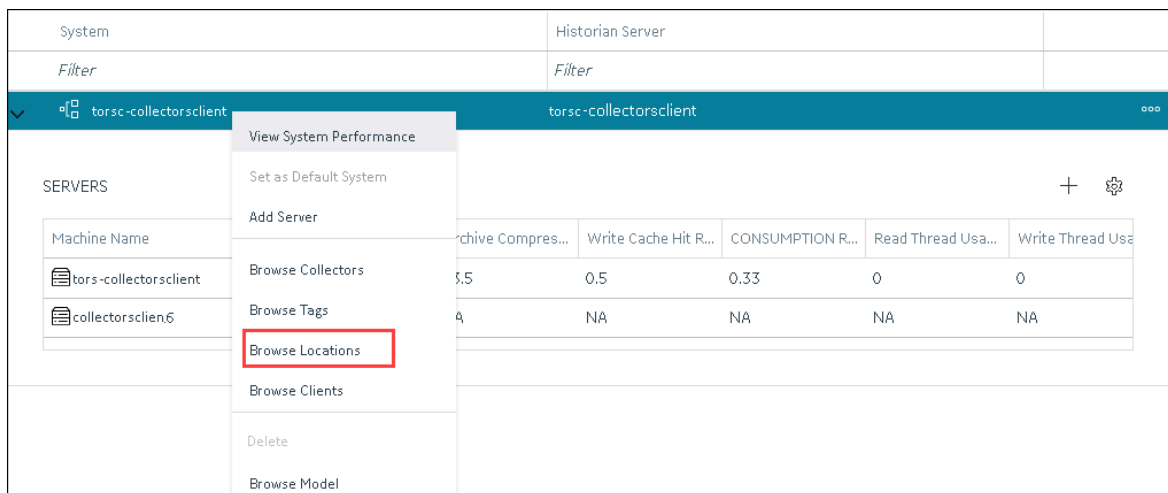 System Historian Server
Filter Filter
torsc-collectorsclient torsc-collectorsclient
View System Performance
Set as Default System
SERVERS
Add Server
Machine Name rchive Compres... Write Cache Hit R... CONSUMPTION R... Read Thread Usa... Write Thread Usa
Browse Collectors
tors-collectorsclient 3.5 0.5 0.33 0 0
Browse Tags
collectorsclien,6 A NA NA NA NA
Browse Locations
Browse Clients
Delete
Browse Model